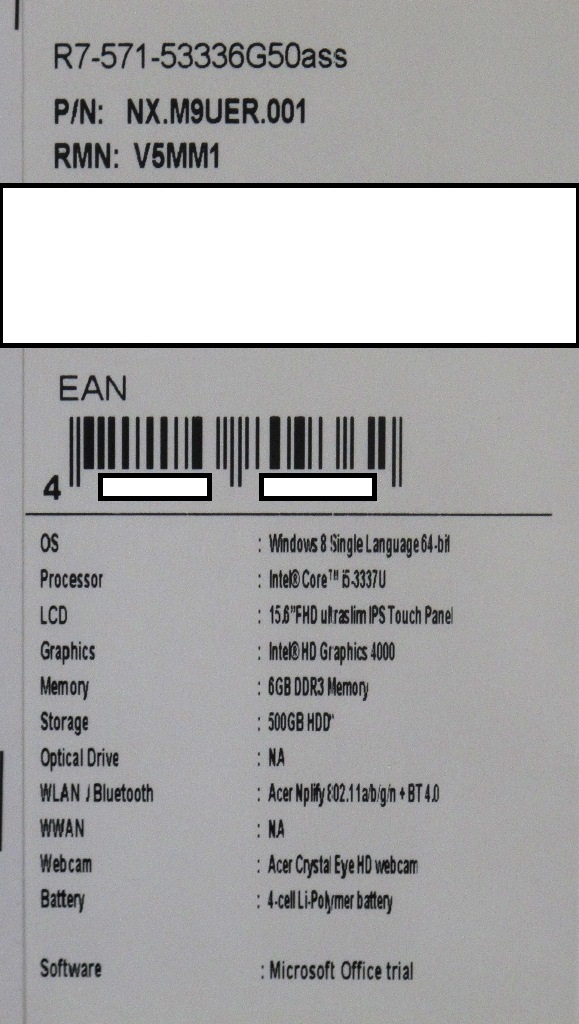 R7-571-53336G50ass
P/N: NX.M9UER.001
RMN: V5MM1
EAN
4
OS : Windows 8 Single Language 64-bit
Processor : Intel® Core™ i5-3337U
LCD : 15.6"FHD ultraslim IPS Touch Panel
Graphics : Intel® HD Graphics 4000
Memory : 6GB DDR3 Memory
Storage : 500GB HDD*
Optical Drive : NA
WLAN / Bluetooth : Acer Nplify 802.11a/b/g/n + BT 4.0
WWAN : NA
Webcam : Acer Crystal Eye HD webcam
Battery : 4-cell Li-Polymer battery
Software : Microsoft Office trial